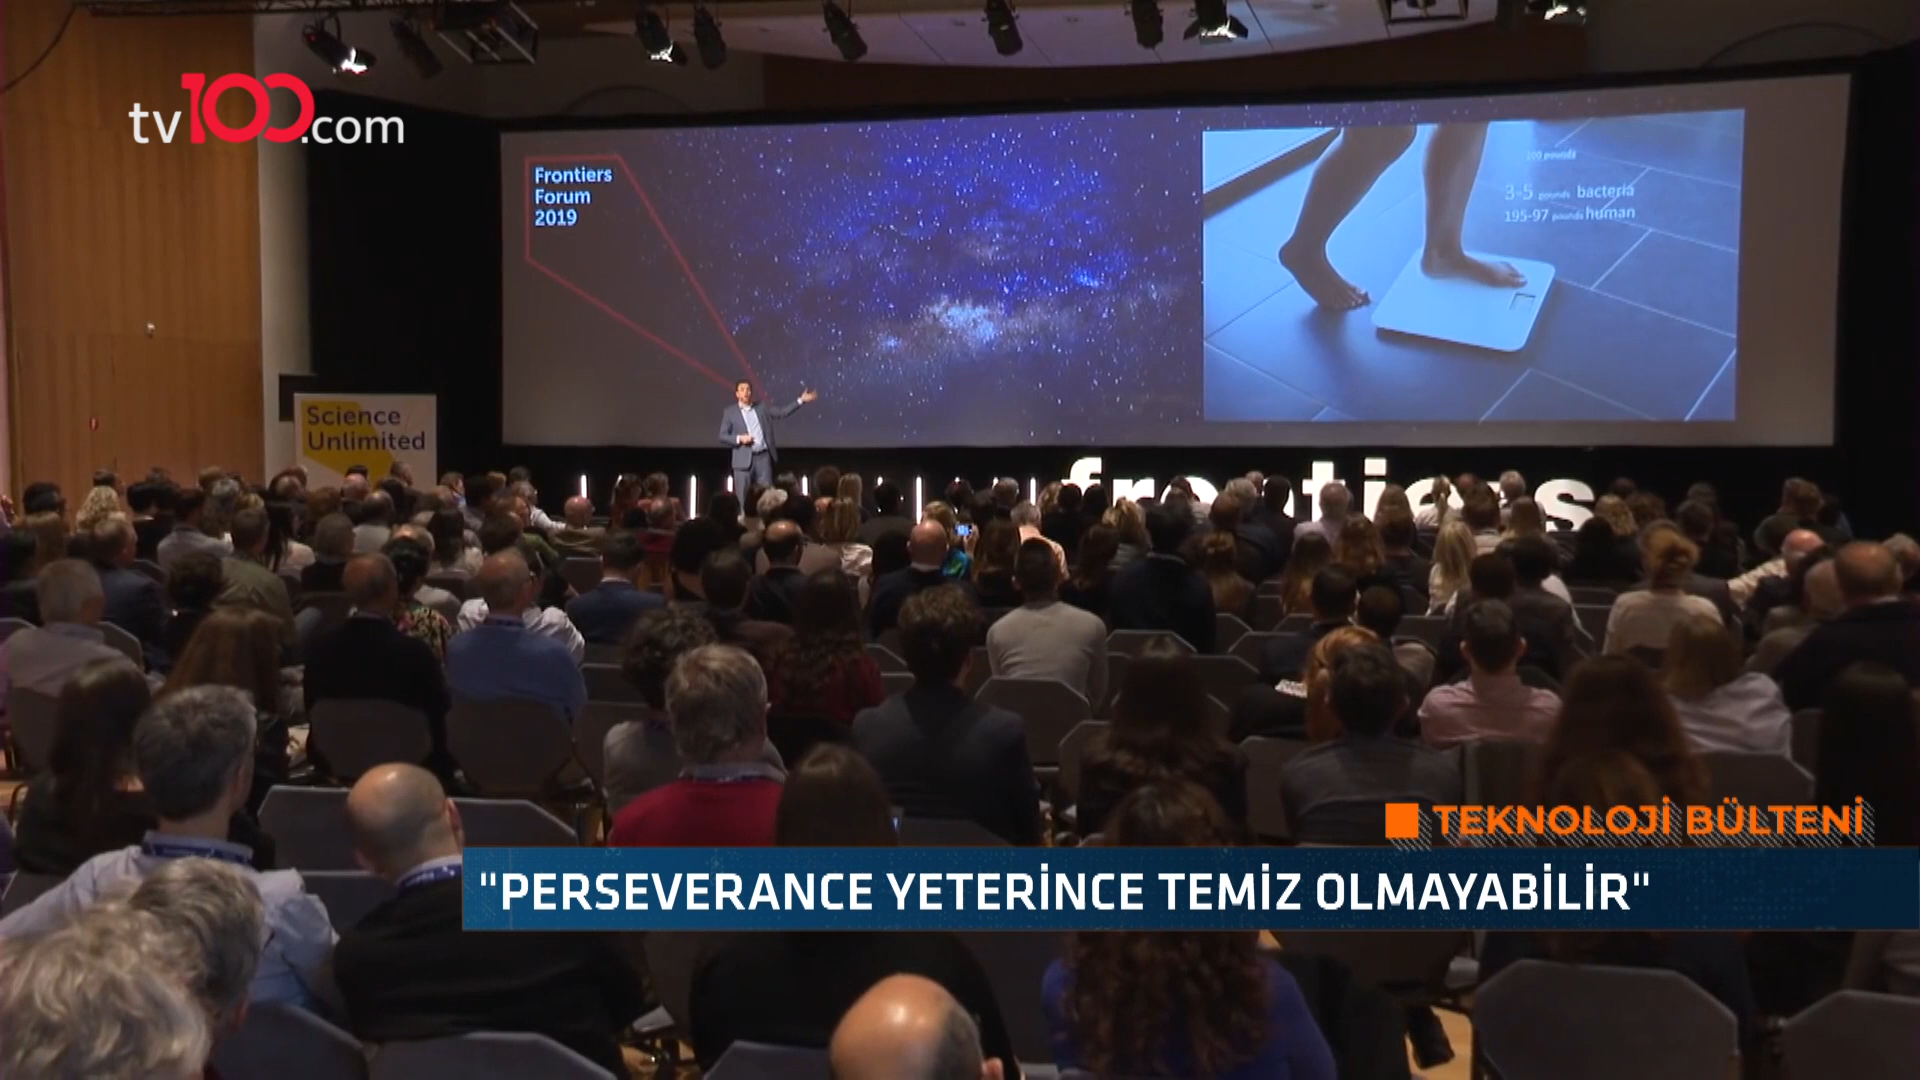 tv100.com
Frontiers
Forum
2019
200 pounds
3-5 pounds bacteria
195-97 pounds human
Science
Unlimited
frontiers
TEKNOLOJİ BÜLTENİ
"PERSEVERANCE YETERİNCE TEMİZ OLMAYABİLİR"